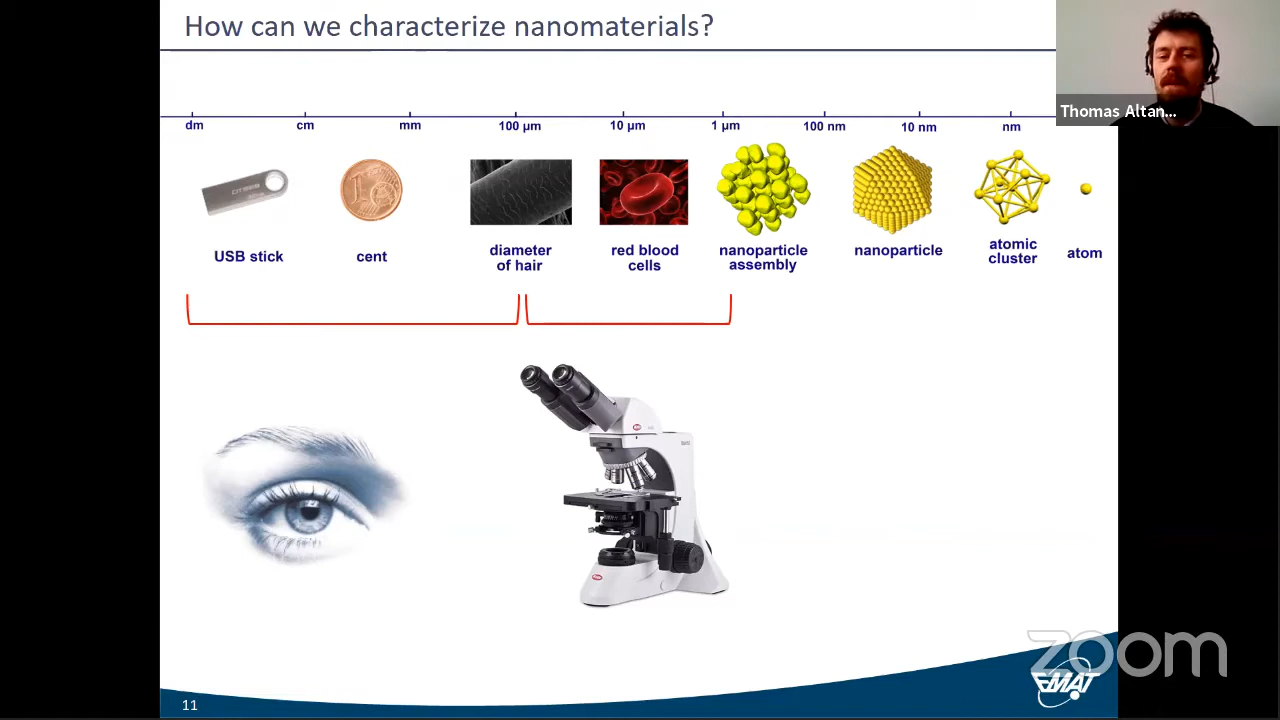 How can we characterize nanomaterials?
Thomas Altan...
dm
cm
mm
100 µm
10 µm
1 µm
100 nm
10 nm
nm
USB stick
cent
diameter
of hair
red blood
cells
nanoparticle
assembly
nanoparticle
atomic
cluster
atom
zoom
EMAT
11